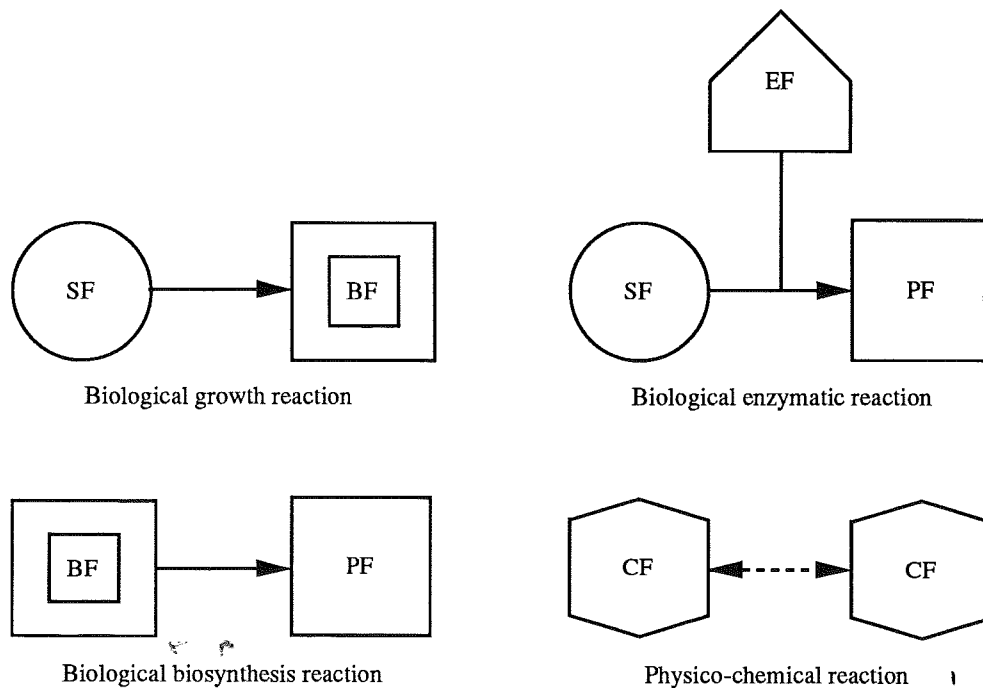 EF
SF
BF
SF
PF
Biological growth reaction
Biological enzymatic reaction
BF
PF
CF
CF
Biological biosynthesis reaction
Physico-chemical reaction